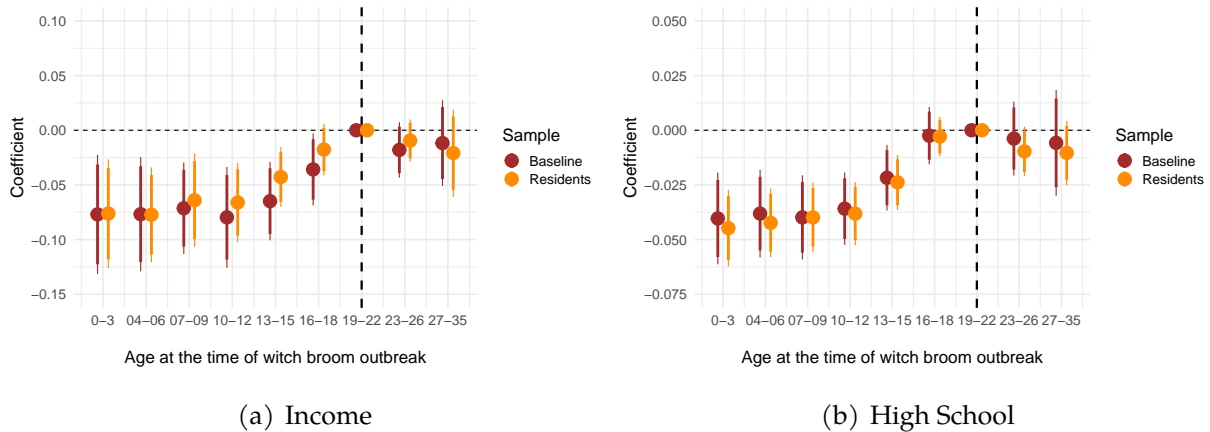 0.10
0.05
0.00
−0.05
−0.10
−0.15
Coefficient
0−3 04−06 07−09 10−12 13−15 16−18 19−22 23−26 27−35
Age at the time of witch broom outbreak
Sample
Baseline
Residents
(a) Income
0.050
0.025
0.000
−0.025
−0.050
−0.075
Coefficient
0−3 04−06 07−09 10−12 13−15 16−18 19−22 23−26 27−35
Age at the time of witch broom outbreak
Sample
Baseline
Residents
(b) High School